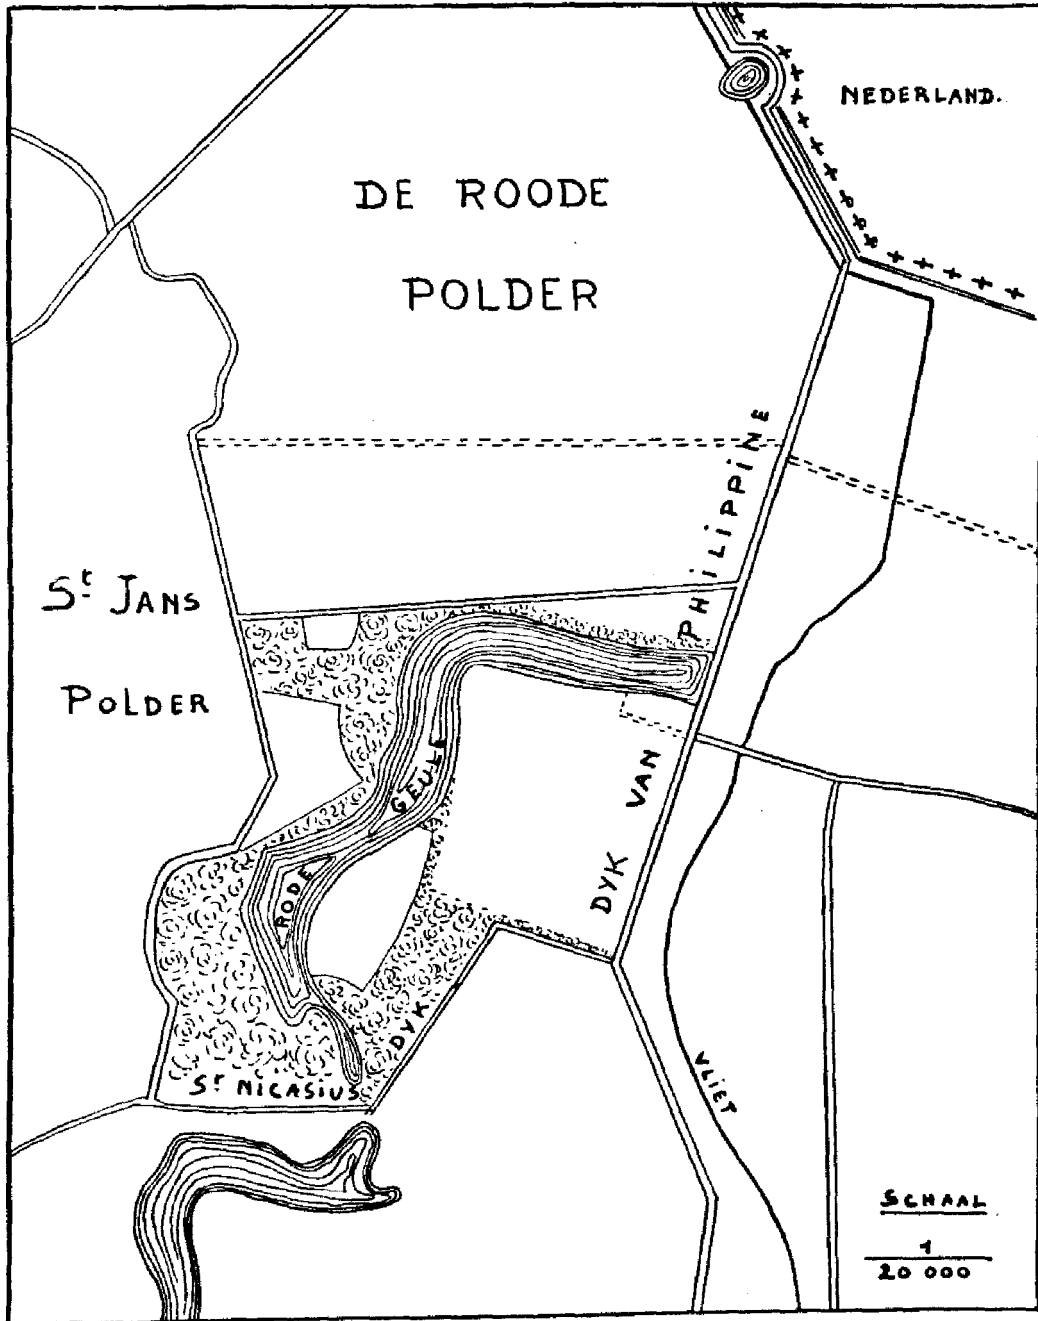 NEDERLAND.
DE ROODE
POLDER
St JANS
POLDER
DYK VAN PHILIPPINE
RODE GEULE
St NICASIUS DYK
VLIET
SCHAAL
1
20 000